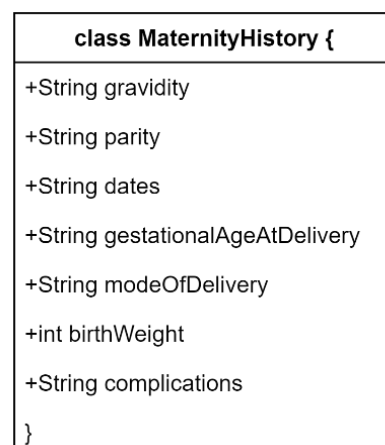 class MaternityHistory {
+String gravidity
+String parity
+String dates
+String gestationalAgeAtDelivery
+String modeOfDelivery
+int birthWeight
+String complications
}